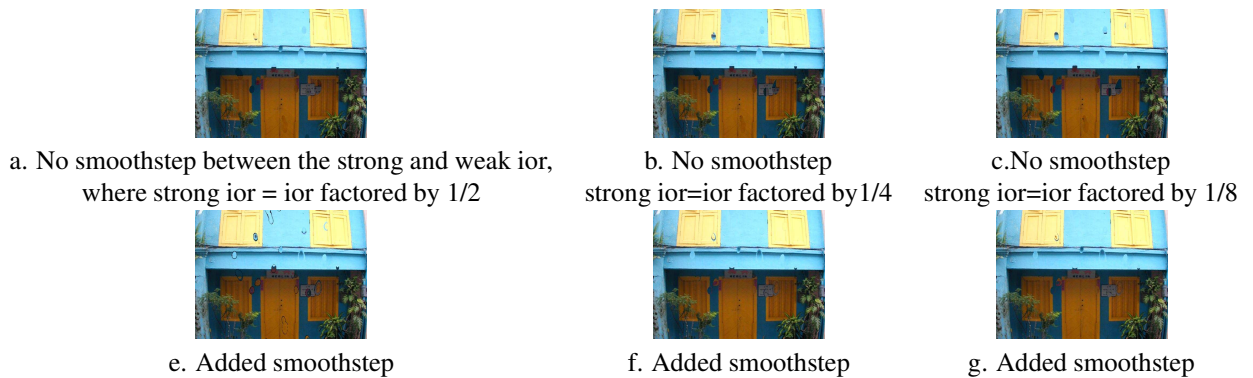 a. No smoothstep between the strong and weak ior,
where strong ior = ior factored by 1/2
b. No smoothstep
strong ior=ior factored by1/4
c.No smoothstep
strong ior=ior factored by 1/8
e. Added smoothstep
f. Added smoothstep
g. Added smoothstep